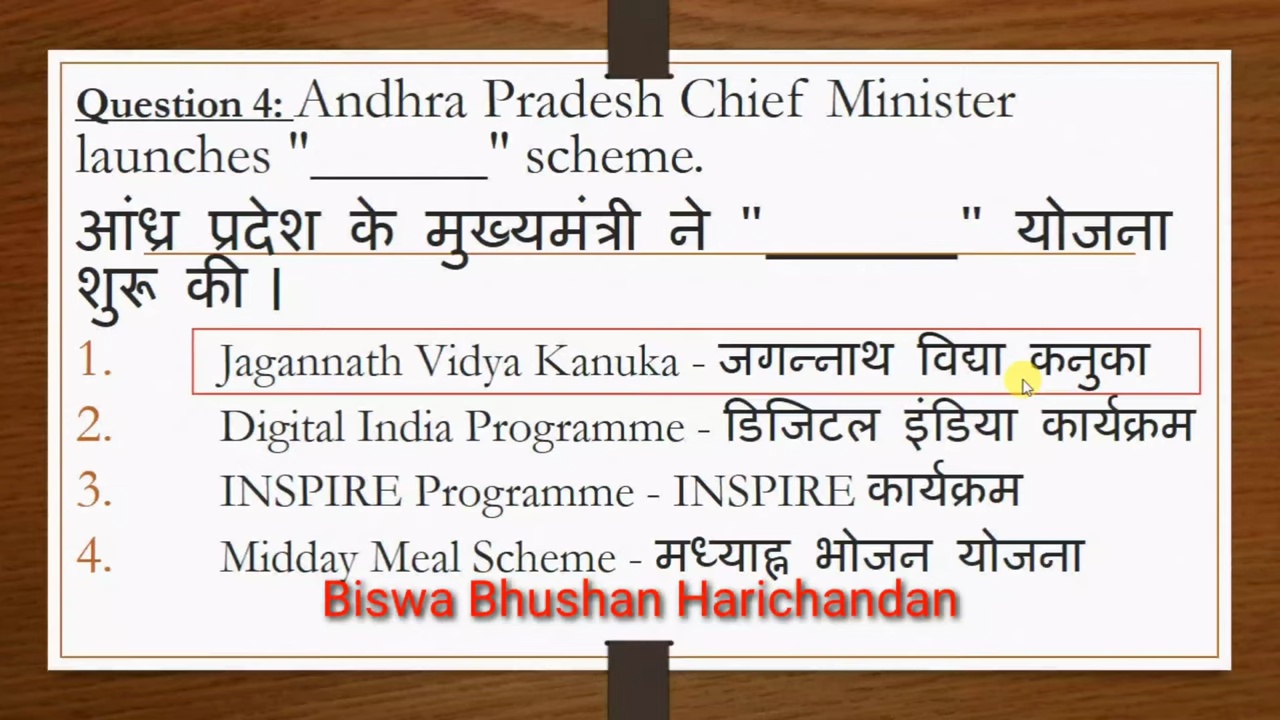 Question 4: Andhra Pradesh Chief Minister
launches "______" scheme.
आंध्र प्रदेश के मुख्यमंत्री ने "______" योजना
शुरू की ।
1. Jagannath Vidya Kanuka - जगन्नाथ विद्या कनुका
2. Digital India Programme - डिजिटल इंडिया कार्यक्रम
3. INSPIRE Programme - INSPIRE कार्यक्रम
4. Midday Meal Scheme - मध्याह्न भोजन योजना
Biswa Bhushan Harichandan